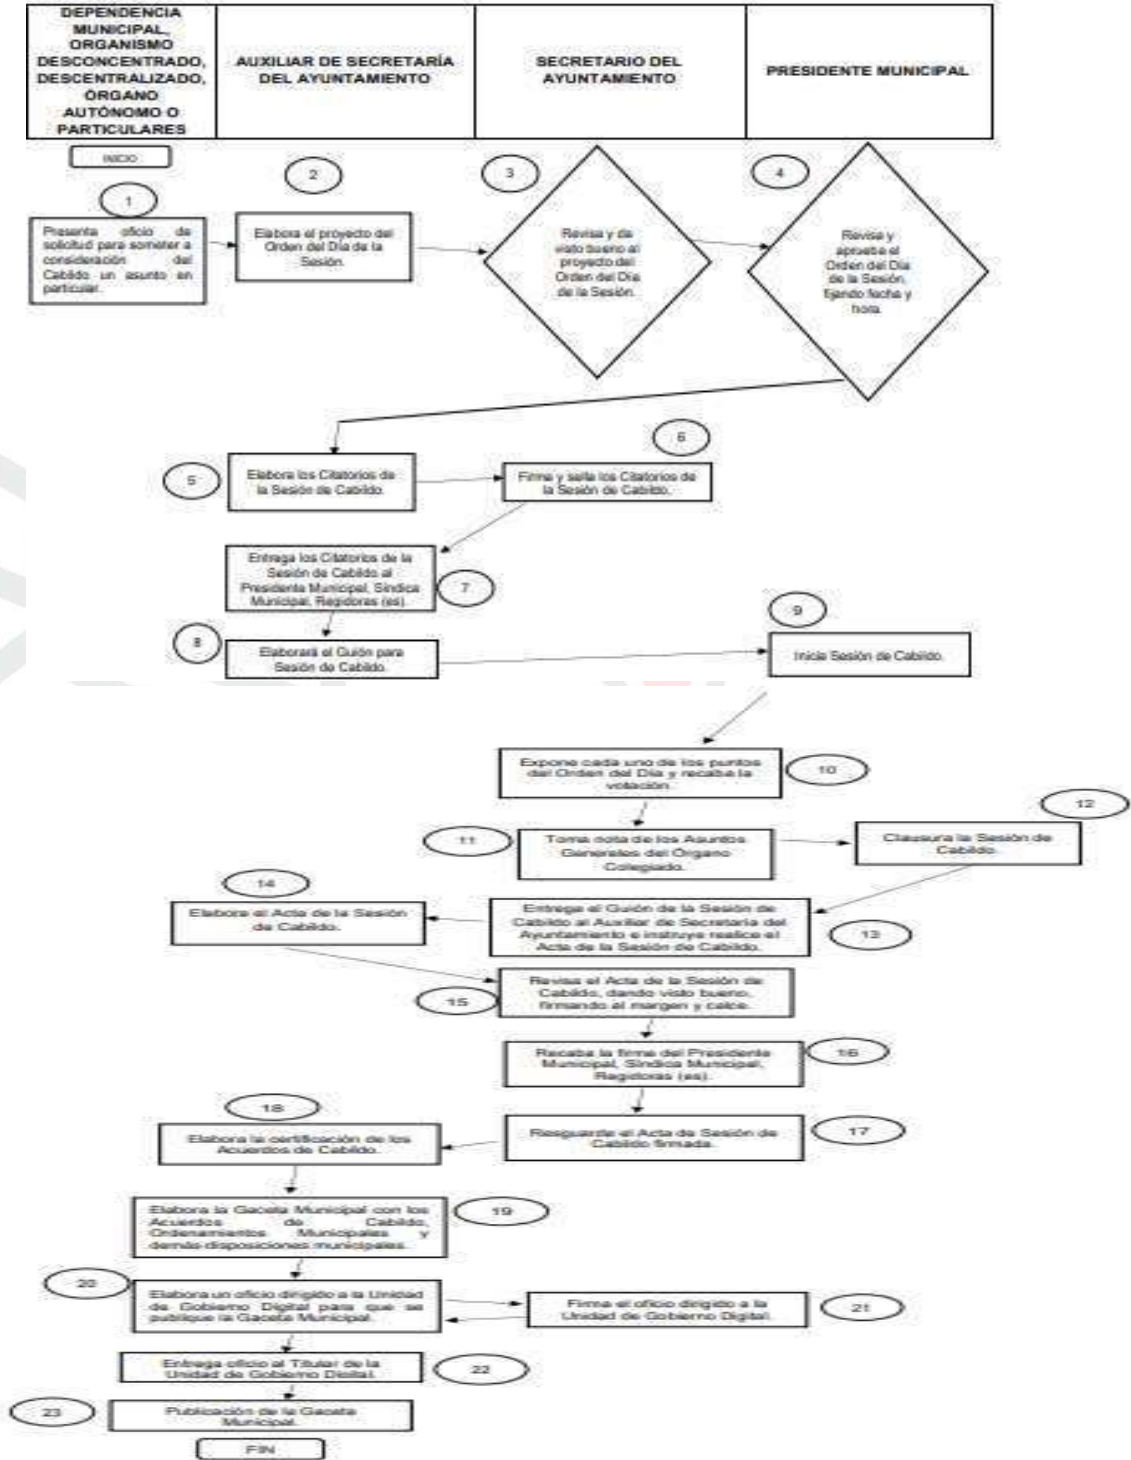 DEPENDENCIA
MUNICIPAL,
ORGANISMO
DESCONCENTRADO,
DESCENTRALIZADO,
ÓRGANO
AUTÓNOMO O
PARTICULARES
AUXILIAR DE SECRETARÍA
DEL AYUNTAMIENTO
SECRETARIO DEL
AYUNTAMIENTO
PRESIDENTE MUNICIPAL
INICIO
1
Presenta oficio de
solicitud para someter a
consideración del
Cabildo un asunto en
particular.
2
Elabora el proyecto del
Orden del Día de la
Sesión.
3
Revisa y da
visto bueno al
proyecto del
Orden del Día
de la Sesión.
4
Revisa y
aprueba el
Orden del Día
de la Sesión,
fijando fecha y
hora.
5
Elabora los Citatorios de
la Sesión de Cabildo.
6
Firma y sella los Citatorios de
la Sesión de Cabildo.
Entrega los Citatorios de la
Sesión de Cabildo al
Presidente Municipal, Síndica
Municipal, Regidoras (es).
7
8
Elaborará el Guión para
Sesión de Cabildo.
9
Inicia Sesión de Cabildo.
Expone cada uno de los puntos
del Orden del Día y recaba la
votación.
10
11
Toma nota de los Asuntos
Generales del Órgano
Colegiado.
12
Clausura la Sesión de
Cabildo.
Entrega el Guión de la Sesión de
Cabildo al Auxiliar de Secretaría del
Ayuntamiento e instruye realice el
Acta de la Sesión de Cabildo.
13
14
Elabora el Acta de la Sesión
de Cabildo.
15
Revisa el Acta de la Sesión de
Cabildo, dando visto bueno,
firmando al margen y calce.
Recaba la firma del Presidente
Municipal, Síndica Municipal,
Regidoras (es).
16
Resguarda el Acta de Sesión de
Cabildo firmada.
17
18
Elabora la certificación de los
Acuerdos de Cabildo.
Elabora la Gaceta Municipal con los
Acuerdos de Cabildo,
Ordenamientos Municipales y
demás disposiciones municipales.
19
20
Elabora un oficio dirigido a la Unidad
de Gobierno Digital para que se
publique la Gaceta Municipal.
Firma el oficio dirigido a la
Unidad de Gobierno Digital.
21
Entrega oficio al Titular de la
Unidad de Gobierno Digital.
22
23
Publicación de la Gaceta
Municipal.
FIN